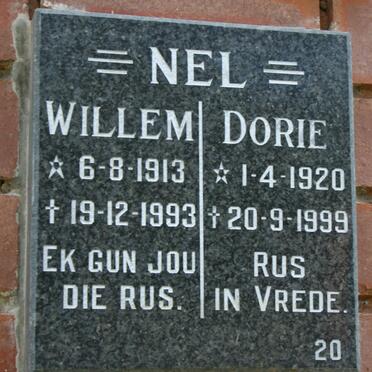 NEL
WILLEM
☆ 6-8-1913
† 19-12-1993
EK GUN JOU
DIE RUS.
DORIE
☆ 1-4-1920
† 20-9-1999
RUS
IN VREDE.
20